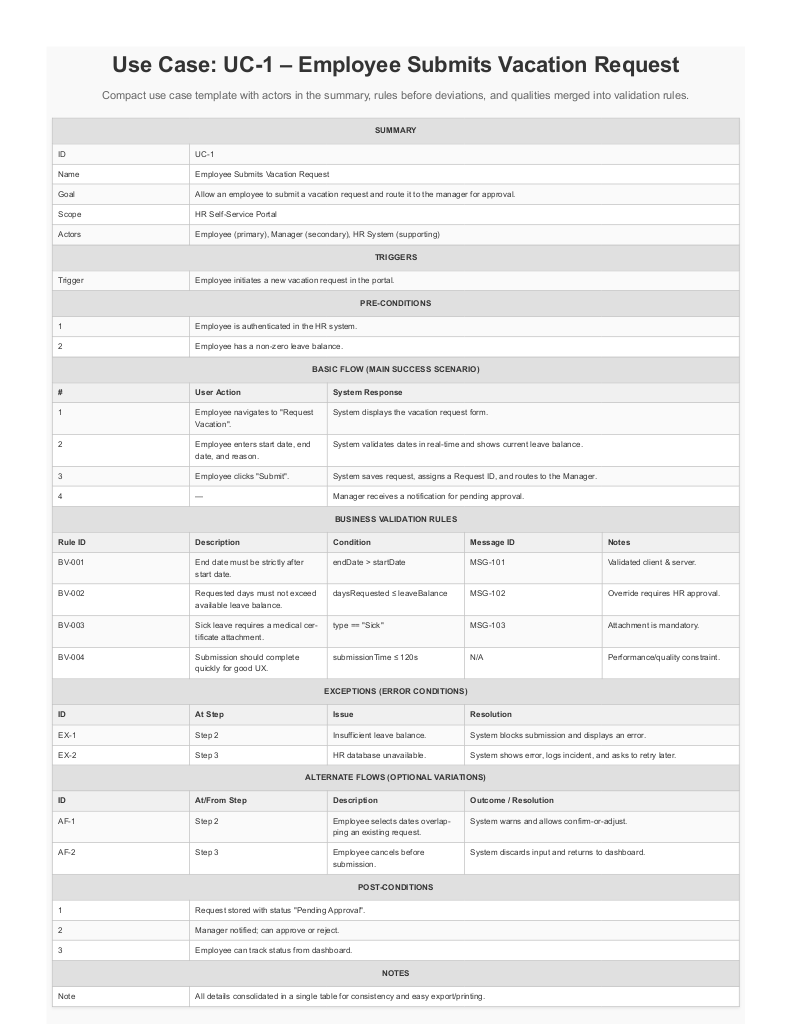 Use Case: UC-1 – Employee Submits Vacation Request
Compact use case template with actors in the summary, rules before deviations, and qualities merged into validation rules.
SUMMARY
ID UC-1
Name Employee Submits Vacation Request
Goal Allow an employee to submit a vacation request and route it to the manager for approval.
Scope HR Self-Service Portal
Actors Employee (primary), Manager (secondary), HR System (supporting)
TRIGGERS
Trigger Employee initiates a new vacation request in the portal.
PRE-CONDITIONS
1 Employee is authenticated in the HR system.
2 Employee has a non-zero leave balance.
BASIC FLOW (MAIN SUCCESS SCENARIO)
# User Action System Response
1 Employee navigates to "Request System displays the vacation request form.
Vacation".
2 Employee enters start date, end System validates dates in real-time and shows current leave balance.
date, and reason.
3 Employee clicks "Submit". System saves request, assigns a Request ID, and routes to the Manager.
4 — Manager receives a notification for pending approval.
BUSINESS VALIDATION RULES
Rule ID Description Condition Message ID Notes
BV-001 End date must be strictly after endDate > startDate MSG-101 Validated client & server.
start date.
BV-002 Requested days must not exceed daysRequested ≤ leaveBalance MSG-102 Override requires HR approval.
available leave balance.
BV-003 Sick leave requires a medical cer- type == "Sick" MSG-103 Attachment is mandatory.
tificate attachment.
BV-004 Submission should complete submissionTime ≤ 120s N/A Performance/quality constraint.
quickly for good UX.
EXCEPTIONS (ERROR CONDITIONS)
ID At Step Issue Resolution
EX-1 Step 2 Insufficient leave balance. System blocks submission and displays an error.
EX-2 Step 3 HR database unavailable. System shows error, logs incident, and asks to retry later.
ALTERNATE FLOWS (OPTIONAL VARIATIONS)
ID At/From Step Description Outcome / Resolution
AF-1 Step 2 Employee selects dates overlap- System warns and allows confirm-or-adjust.
ping an existing request.
AF-2 Step 3 Employee cancels before System discards input and returns to dashboard.
submission.
POST-CONDITIONS
1 Request stored with status "Pending Approval".
2 Manager notified; can approve or reject.
3 Employee can track status from dashboard.
NOTES
Note All details consolidated in a single table for consistency and easy export/printing.